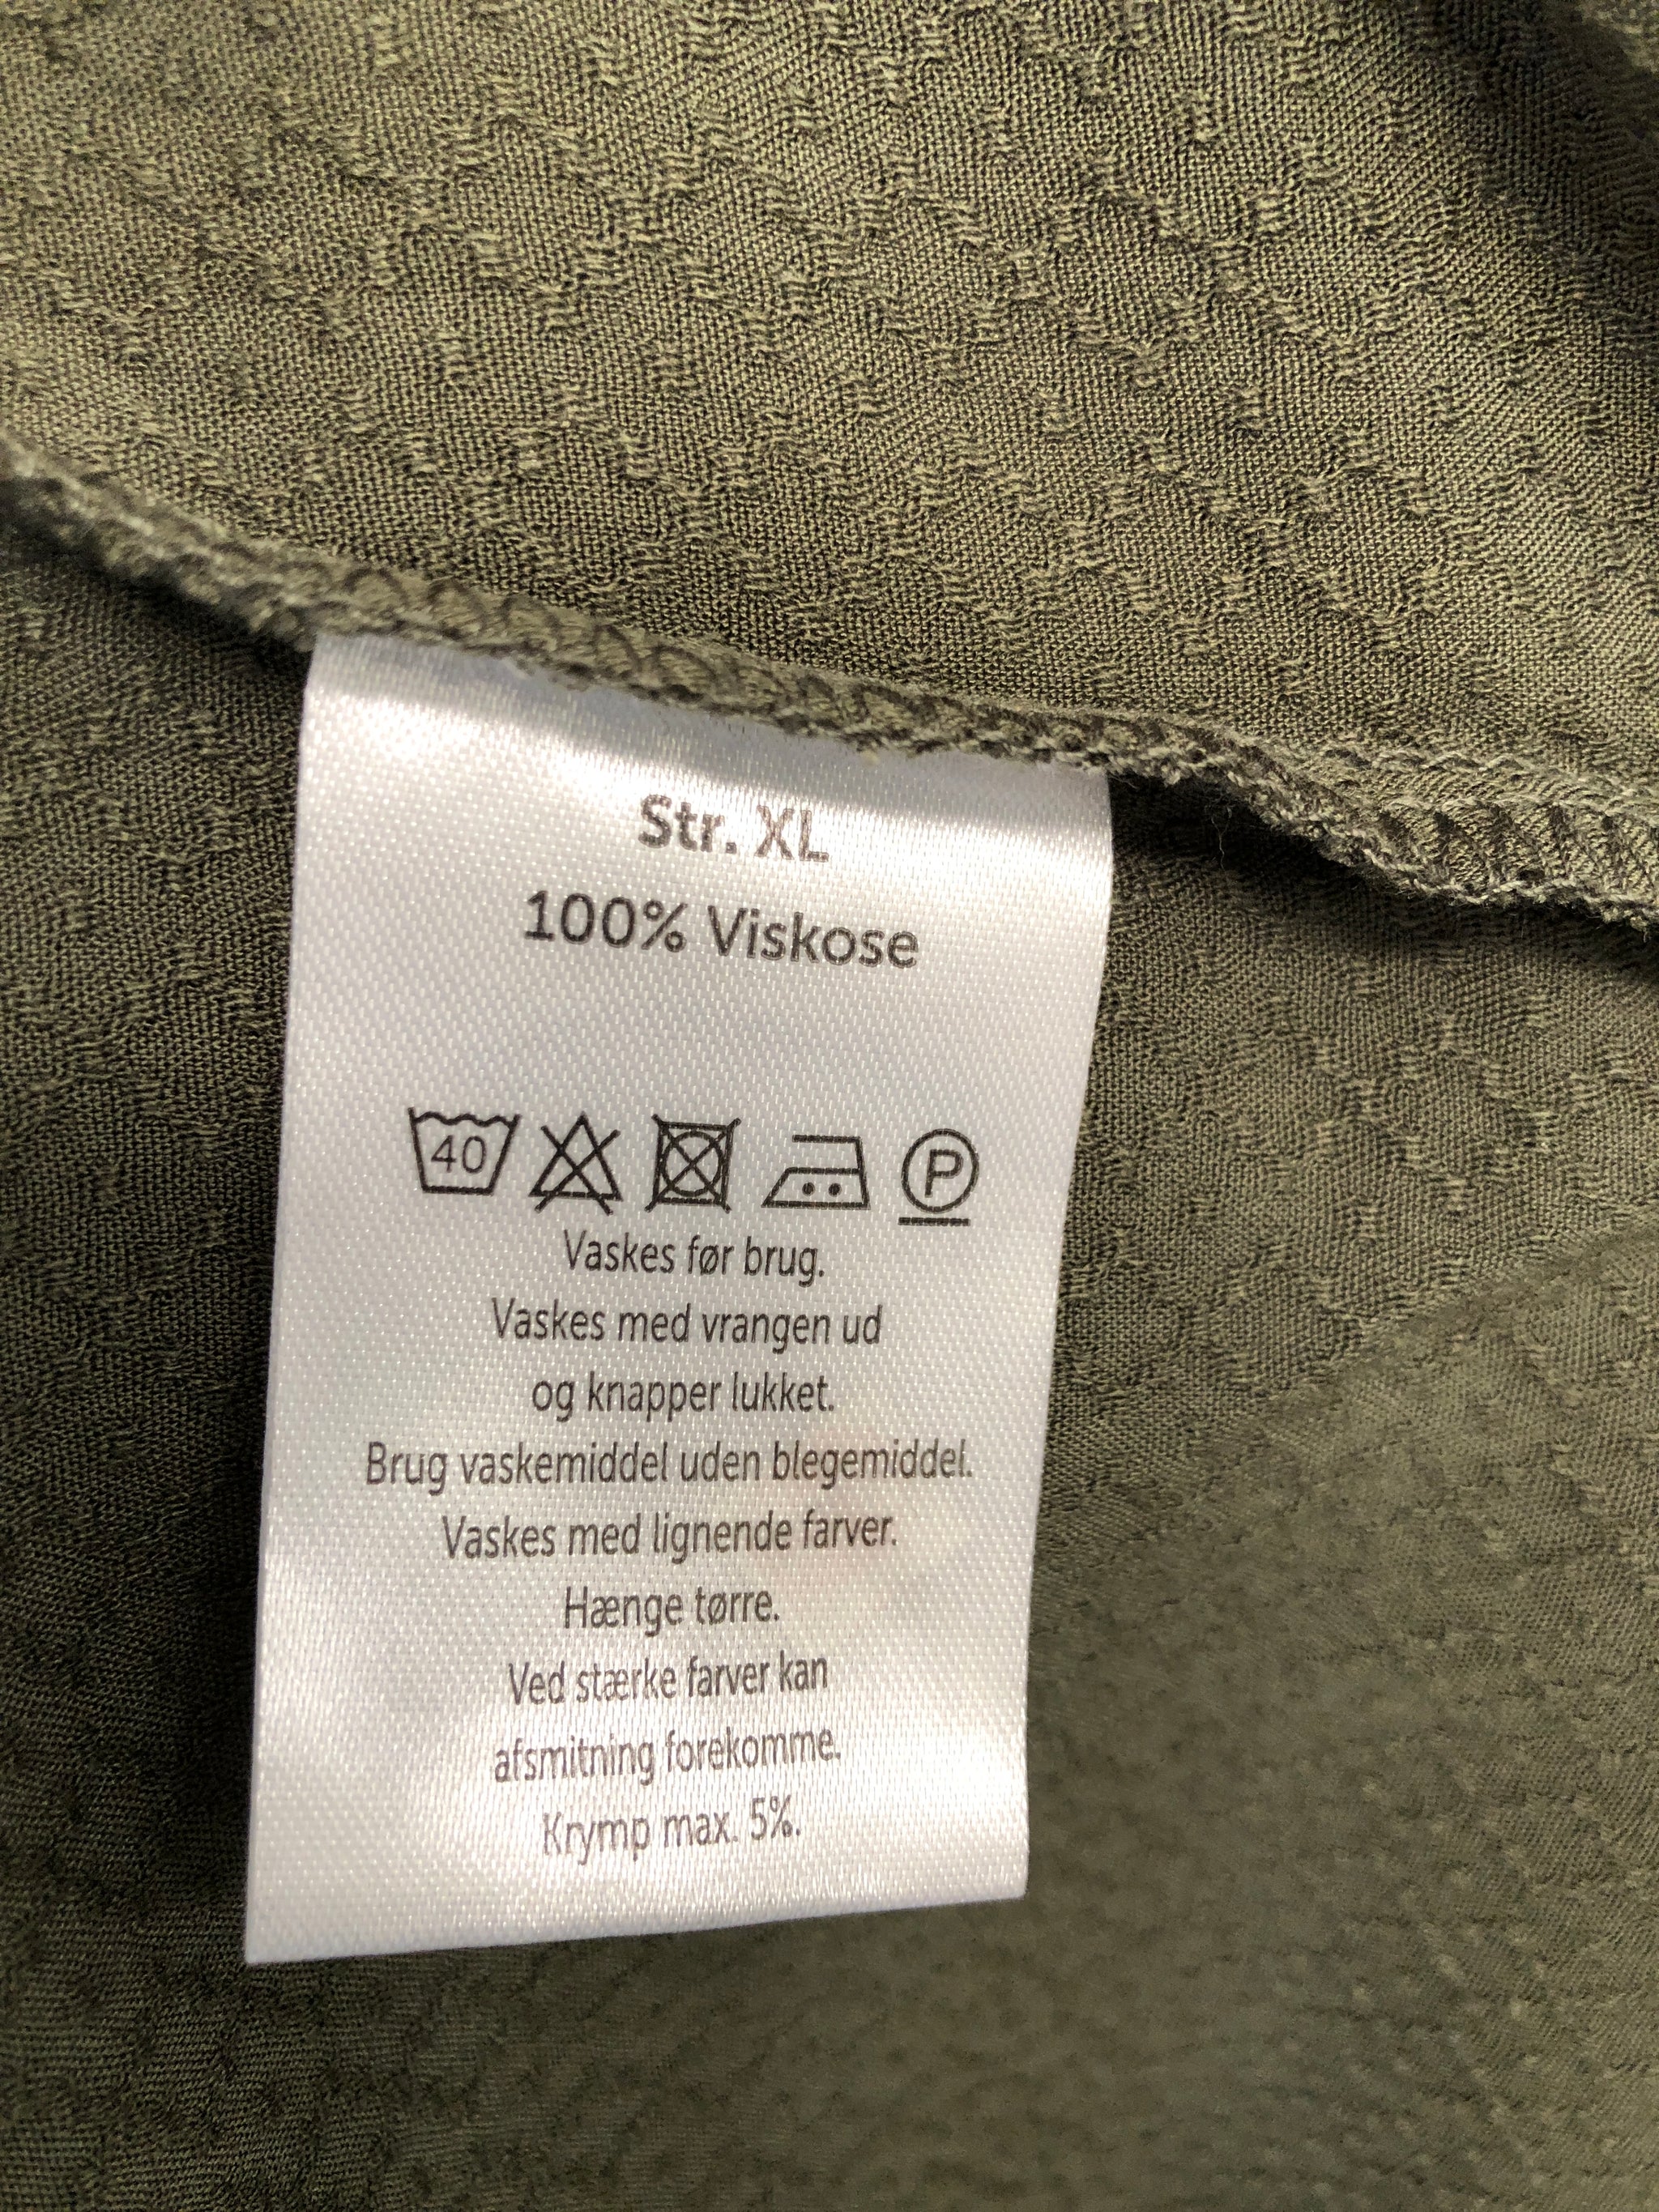 Str. XL
100% Viskose
40 P
Vaskes før brug.
Vaskes med vrangen ud
og knapper lukket.
Brug vaskemiddel uden blegemiddel.
Vaskes med lignende farver.
Hænge tørre.
Ved stærke farver kan
afsmitning forekomme.
Krymp max. 5%.